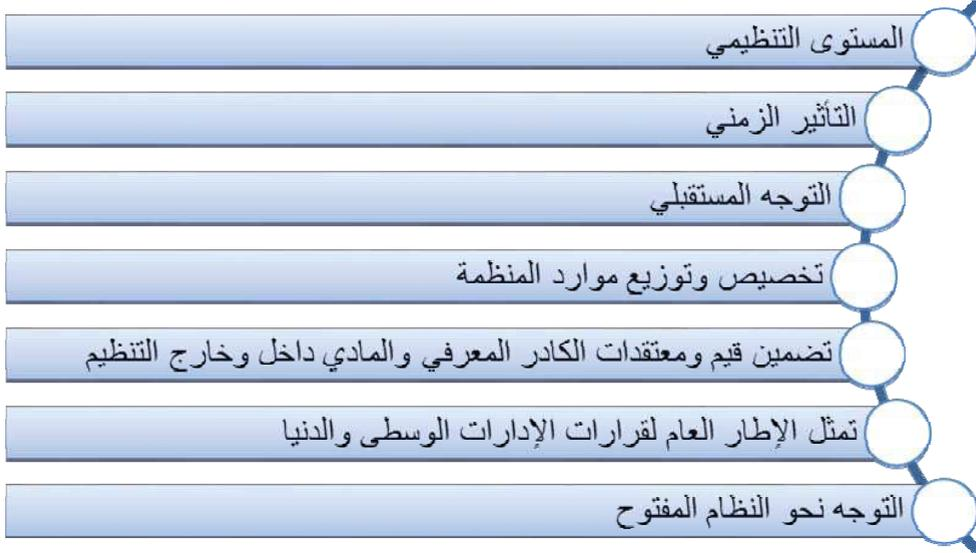 المستوى التنظيمي
التأثير الزمني
التوجه المستقبلي
تخصيص وتوزيع موارد المنظمة
تضمين قيم ومعتقدات الكادر المعرفي والمادي داخل وخارج التنظيم
تمثل الإطار العام لقرارات الإدارات الوسطى والدنيا
التوجه نحو النظام المفتوح